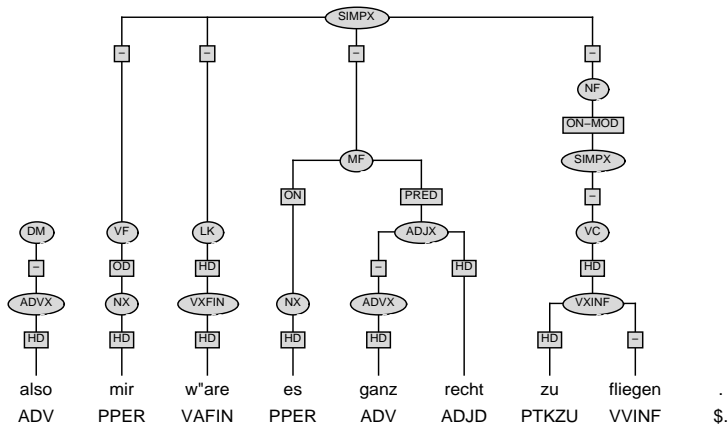 SIMPX
– – – –
NF
ON–MOD
MF SIMPX
ON PRED –
DM VF LK ADJX VC
– OD HD – HD HD
ADVX NX VXFIN NX ADVX VXINF
HD HD HD HD HD HD –
also mir w"are es ganz recht zu fliegen .
ADV PPER VAFIN PPER ADV ADJD PTKZU VVINF $.